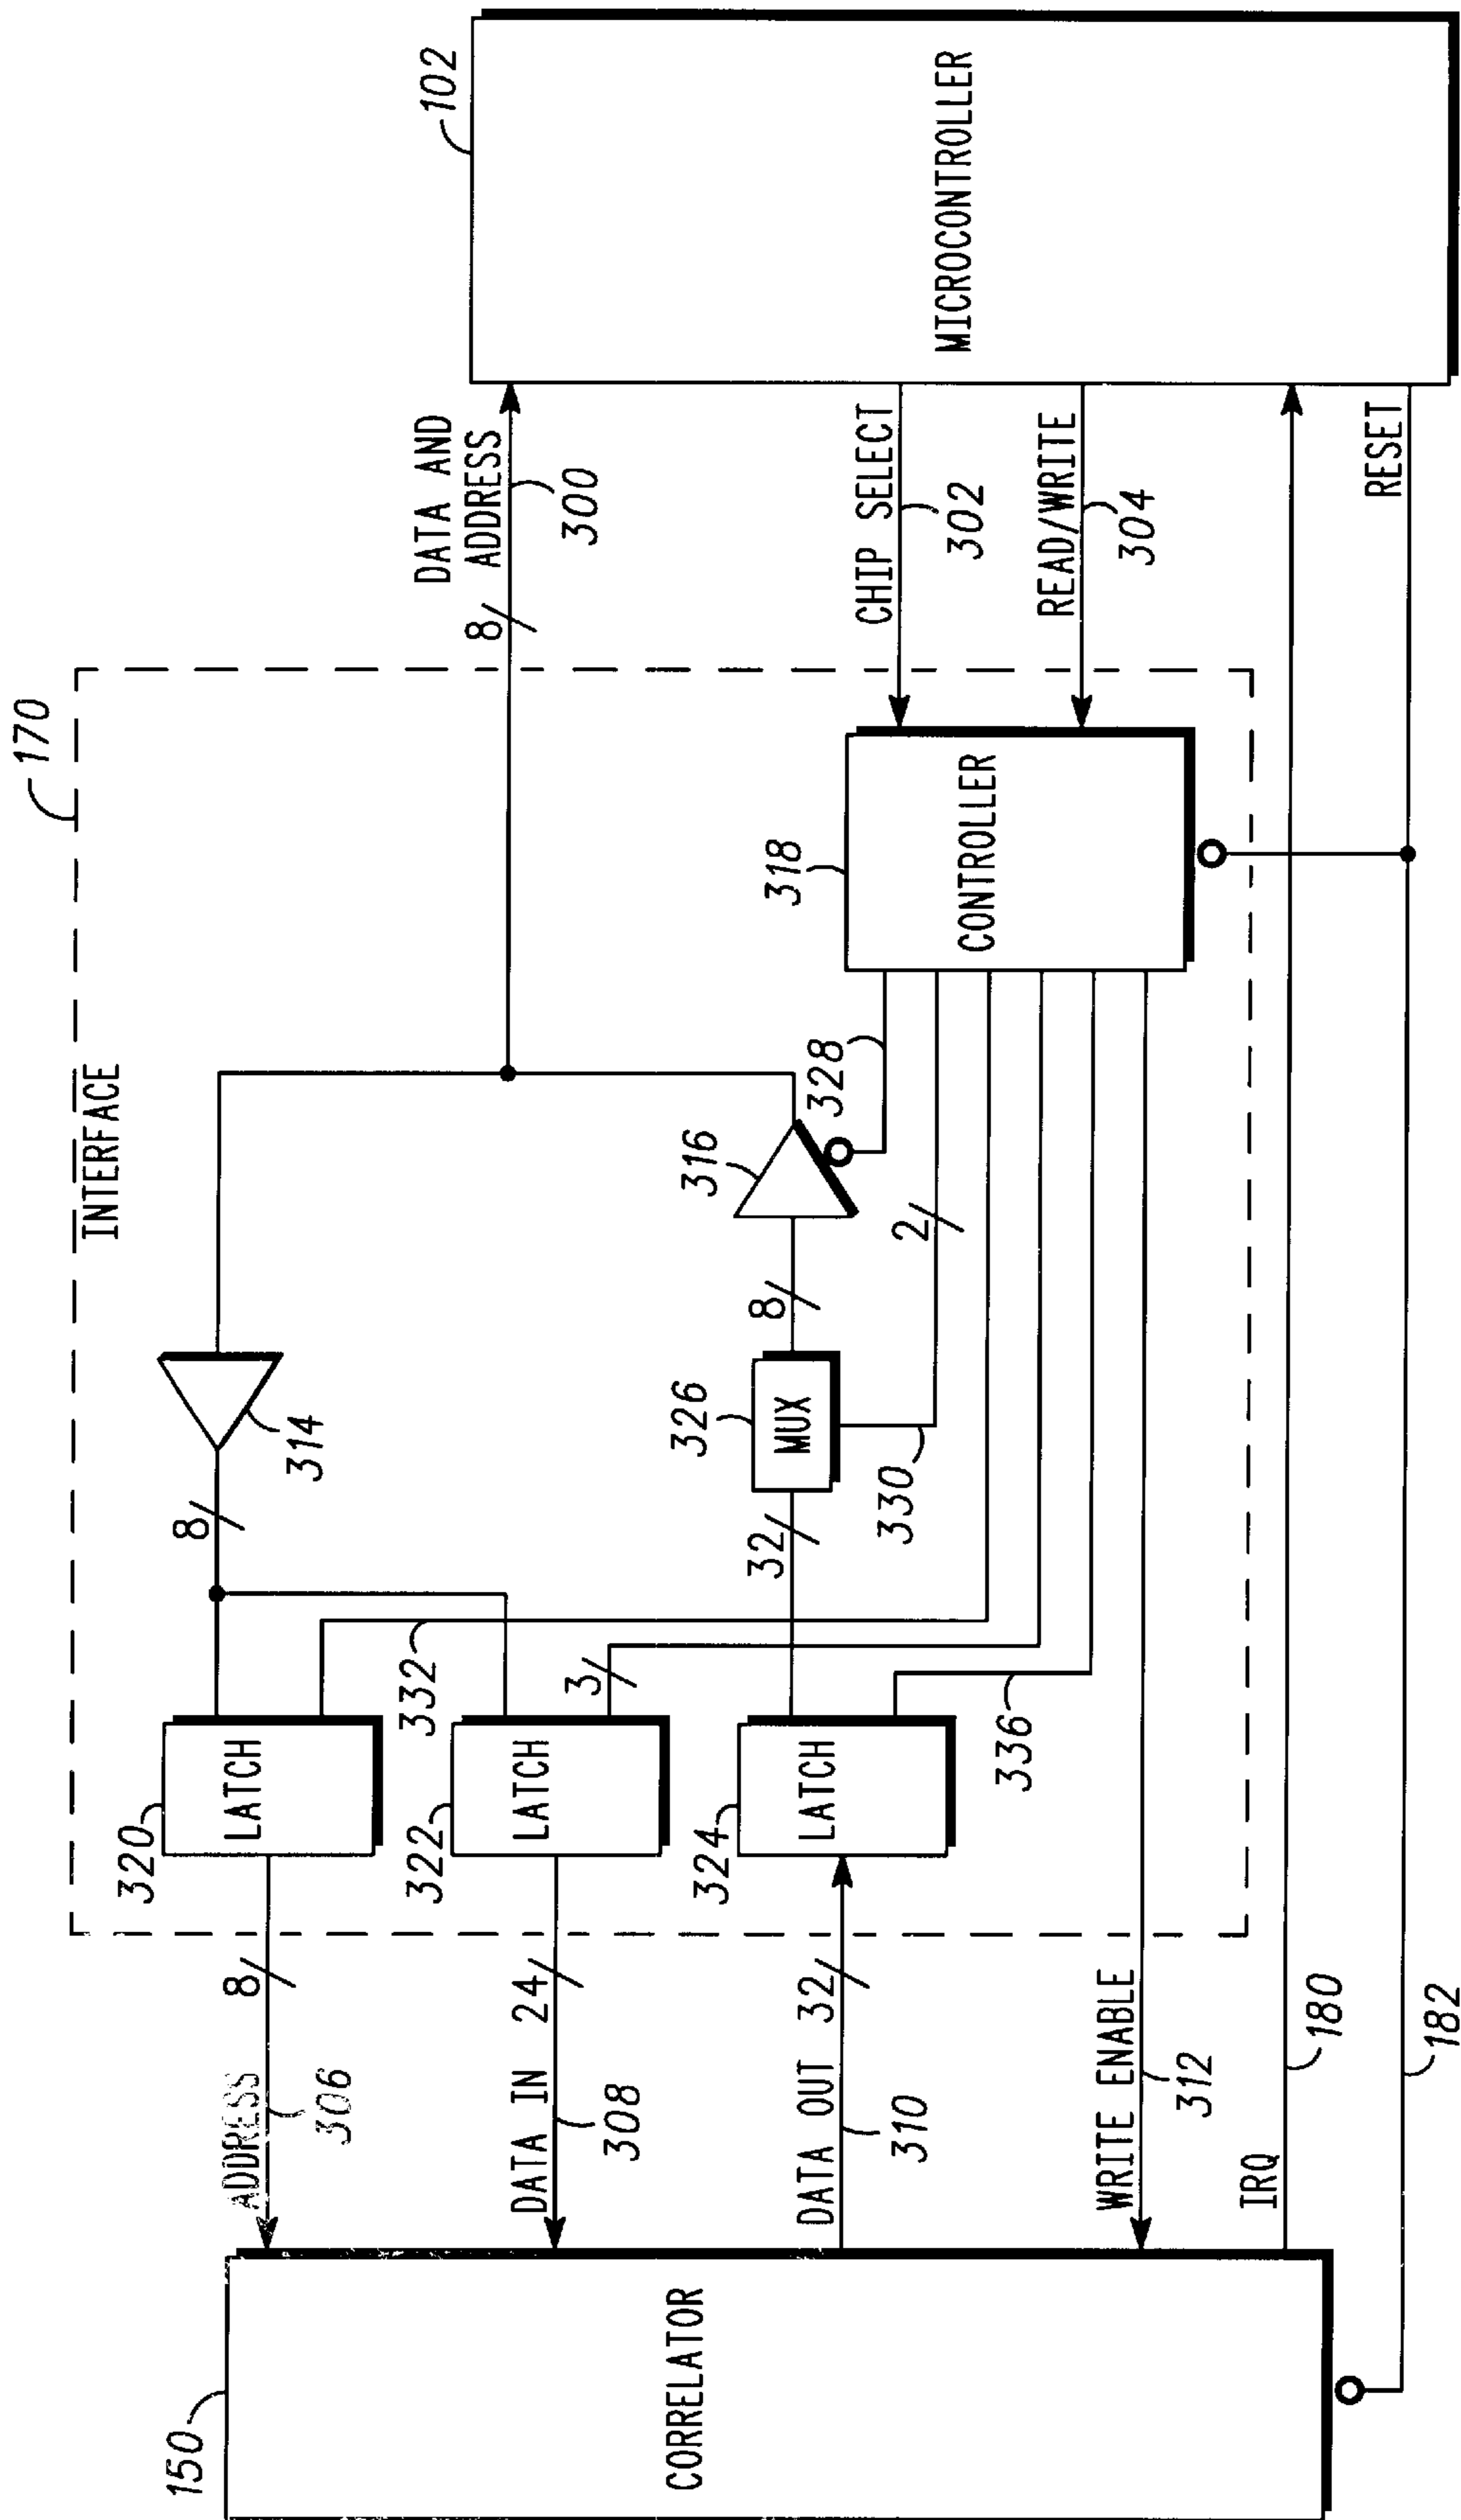 150
CORRELATOR
ADDRESS
306
8
DATA IN 24
308
DATA OUT 32
310
WRITE ENABLE
312
IRQ
180
182
INTERFACE
170
320
LATCH
322
LATCH
324
LATCH
332
3
336
8
314
32
326
MUX
330
8
316
328
2
318
CONTROLLER
DATA AND
8 ADDRESS
300
CHIP SELECT
302
READ/WRITE
304
RESET
102
MICROCONTROLLER